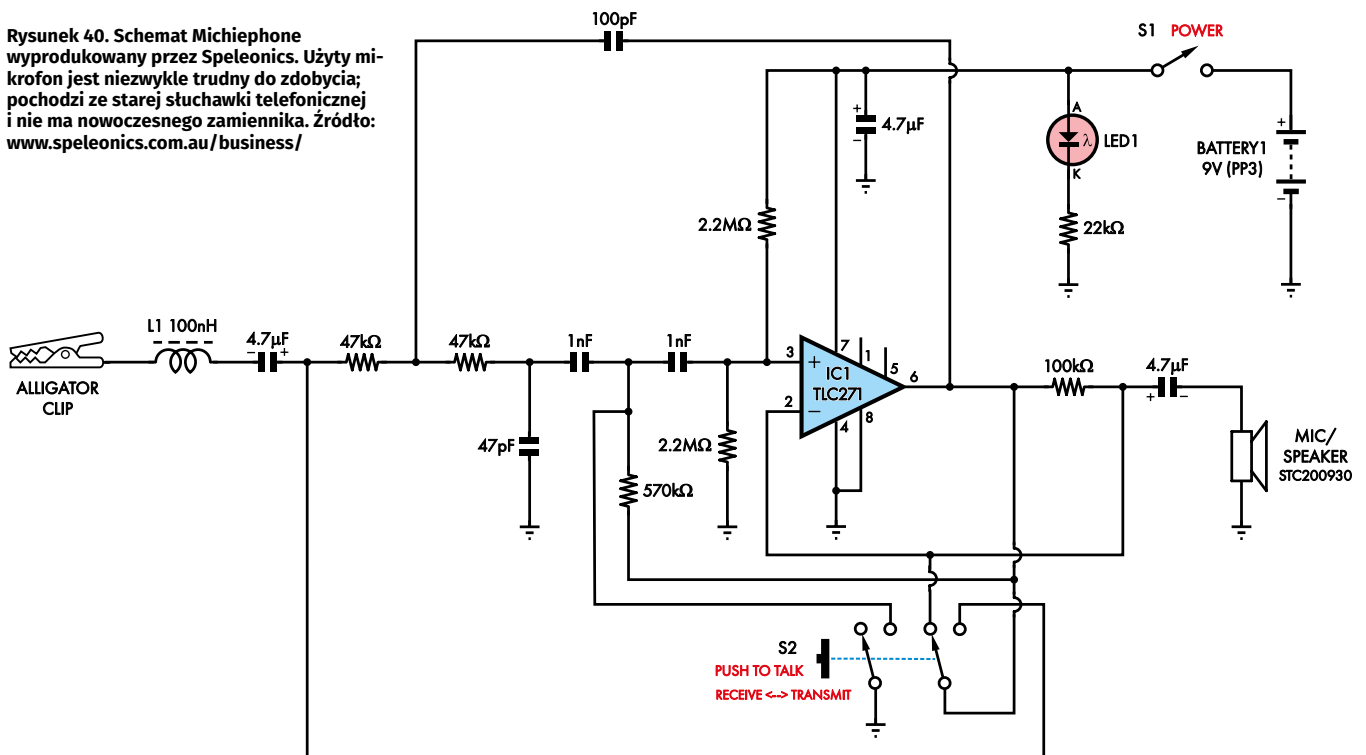 Rysunek 40. Schemat Michiephone
wyprodukowany przez Speleonics. Użyty mi-
krofon jest niezwykle trudny do zdobycia;
pochodzi ze starej słuchawki telefonicznej
i nie ma nowoczesnego zamiennika. Źródło:
www.speleonics.com.au/business/
100pF
S1 POWER
+
4.7µF
−
A
λ
LED1
K
22kΩ
+
BATTERY1
9V (PP3)
−
2.2MΩ
L1 100nH
4.7µF
− +
ALLIGATOR
CLIP
47kΩ
47kΩ
1nF
1nF
47pF
570kΩ
2.2MΩ
3
+
2
−
7
1
5
IC1
TLC271
6
4
8
100kΩ
4.7µF
+ −
MIC/
SPEAKER
STC200930
S2
PUSH TO TALK
RECEIVE <--> TRANSMIT